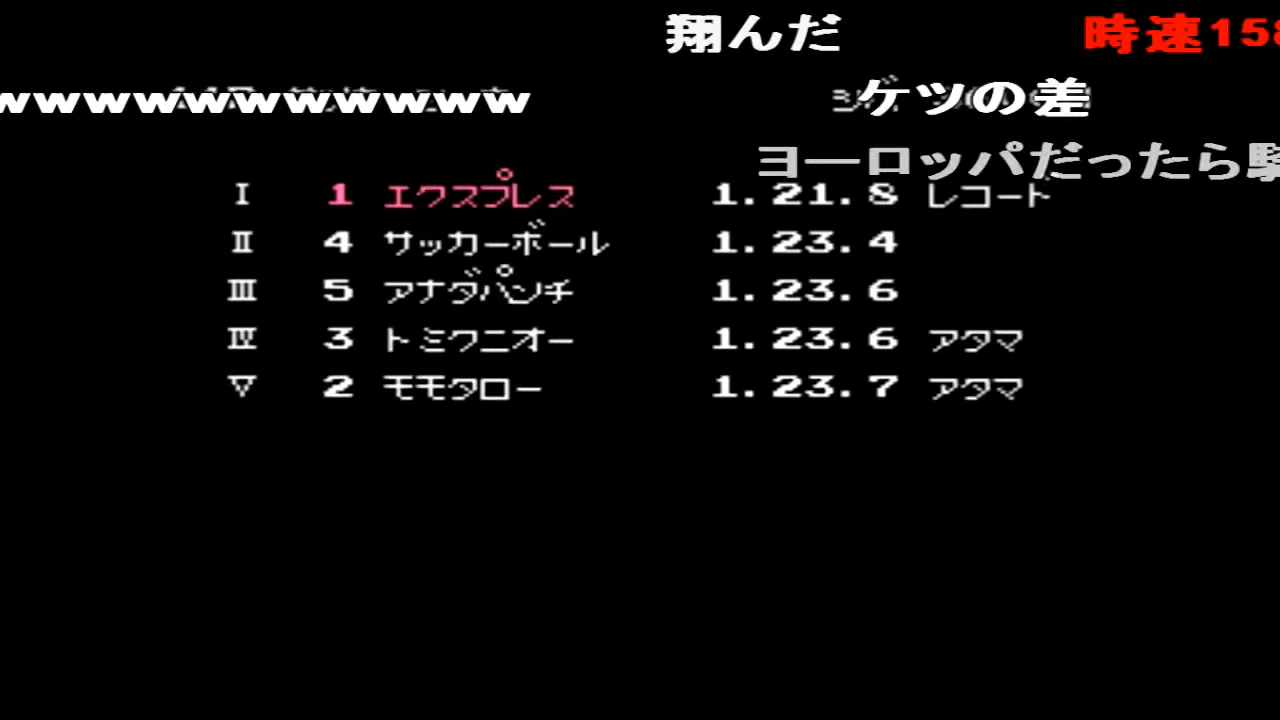 翔んだ 時速158
wwwwwwwwwww ゲツの差
ヨーロッパだったら騎
I 1 エクスプレス 1.21.8 レコード
II 4 サッカーボール 1.23.4
III 5 アナダパンチ 1.23.6
IV 3 トミクニオー 1.23.6 アタマ
V 2 モモタロー 1.23.7 アタマ